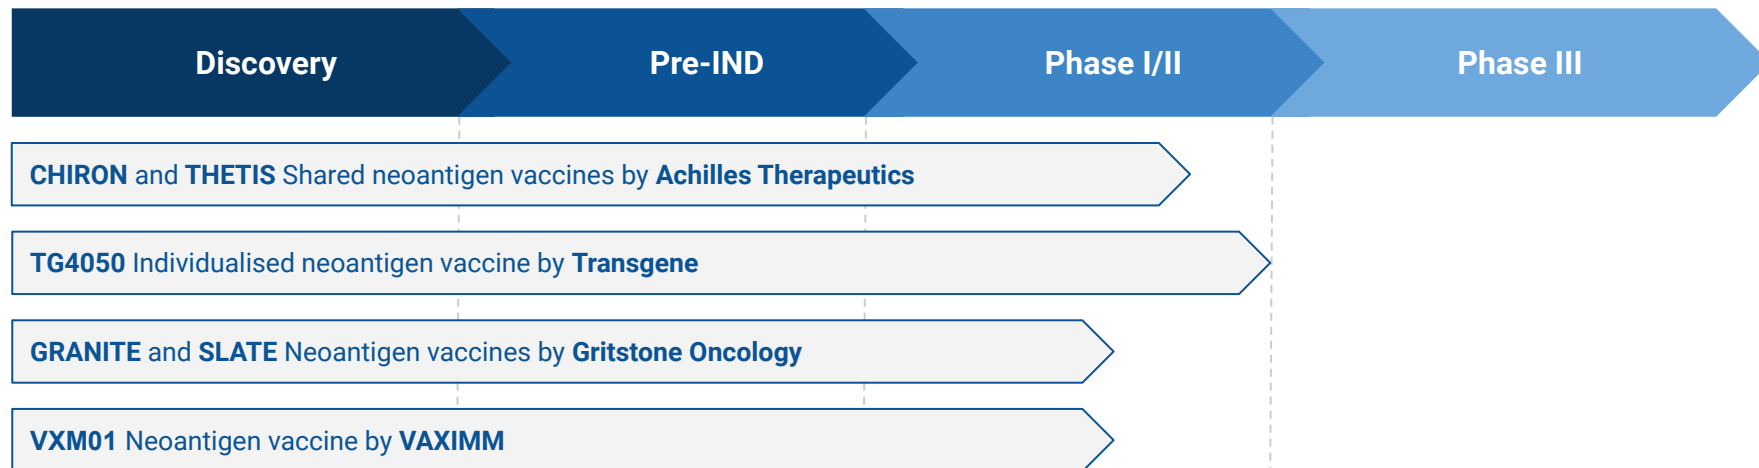 Discovery
Pre-IND
Phase I/II
Phase III
CHIRON and THETIS Shared neoantigen vaccines by Achilles Therapeutics
TG4050 Individualised neoantigen vaccine by Transgene
GRANITE and SLATE Neoantigen vaccines by Gritstone Oncology
VXM01 Neoantigen vaccine by VAXIMM